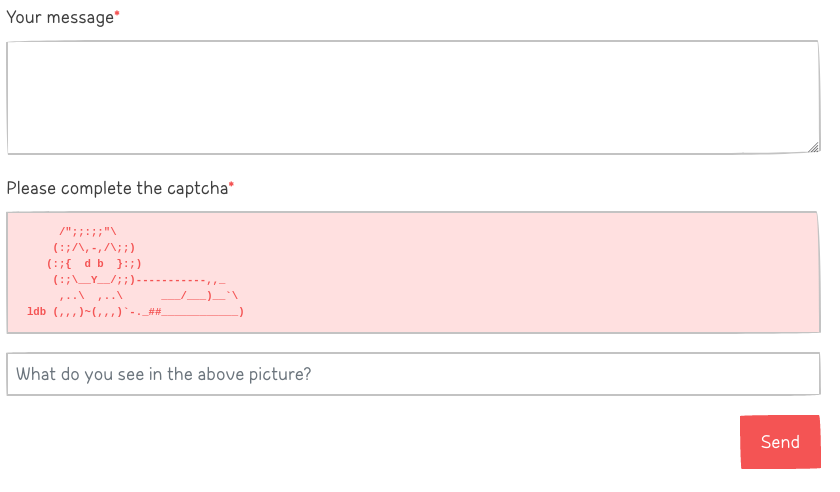 Your message*
Please complete the captcha*
      /";;:;;"\
     (:;/\,-,/\;;)
    (:;{  d b  }:;)
     (:;\__Y__/;;)-----------,,_
      ,..\  ,..\      ___/___)__`\
 ldb (,,,)~(,,,)`-._##____________)
What do you see in the above picture?
Send